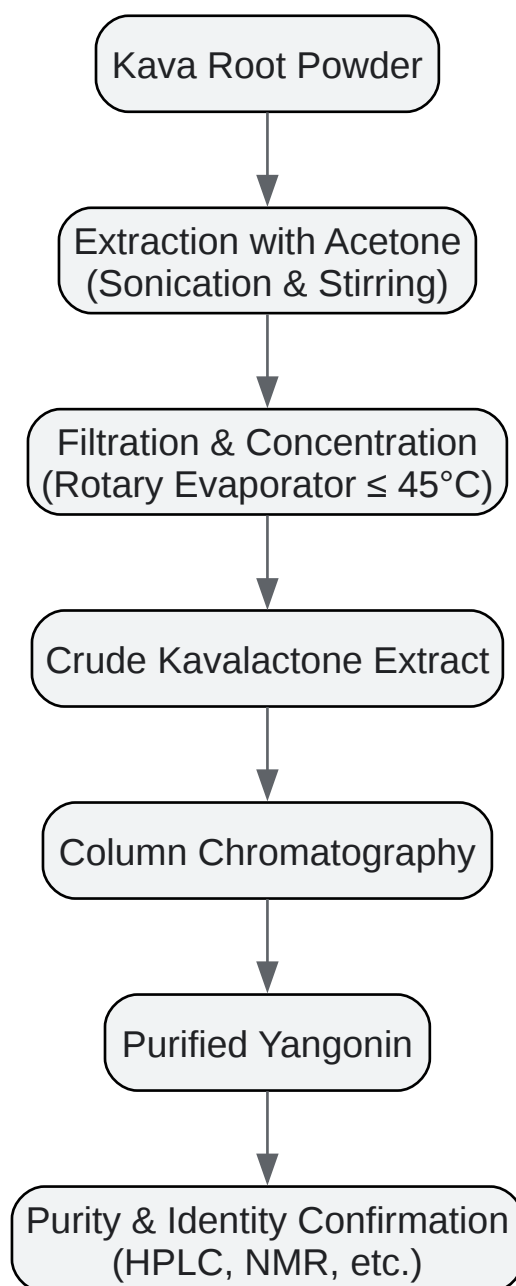 Kava Root Powder
Extraction with Acetone
(Sonication & Stirring)
Filtration & Concentration
(Rotary Evaporator ≤ 45°C)
Crude Kavalactone Extract
Column Chromatography
Purified Yangonin
Purity & Identity Confirmation
(HPLC, NMR, etc.)